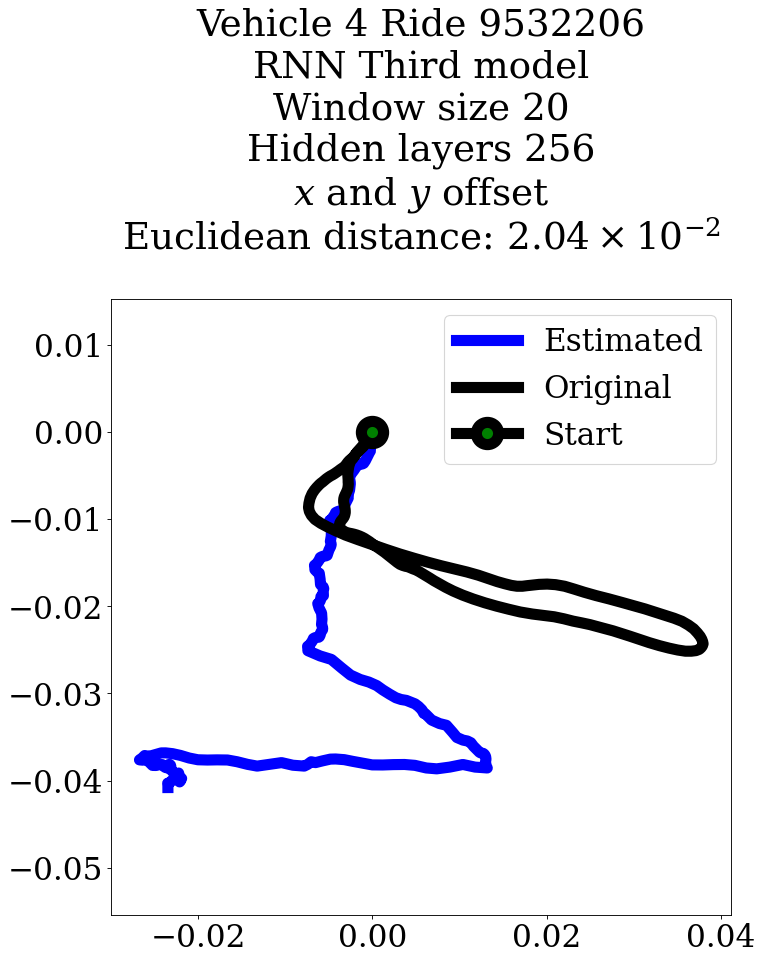 Vehicle 4 Ride 9532206
RNN Third model
Window size 20
Hidden layers 256
x and y offset
Euclidean distance: 2.04 × 10⁻²
Estimated
Original
Start
0.01
0.00
−0.01
−0.02
−0.03
−0.04
−0.05
−0.02 0.00 0.02 0.04